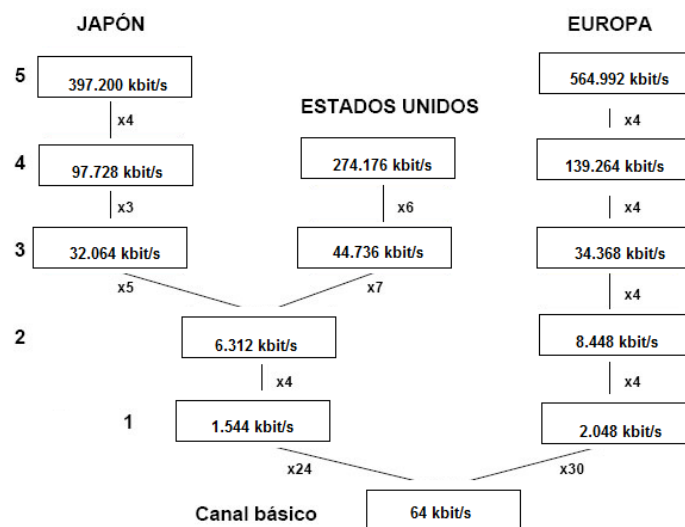 JAPÓN EUROPA
5 397.200 kbit/s 564.992 kbit/s
x4 ESTADOS UNIDOS x4
4 97.728 kbit/s 274.176 kbit/s 139.264 kbit/s
x3 x6 x4
3 32.064 kbit/s 44.736 kbit/s 34.368 kbit/s
x5 x7 x4
2 6.312 kbit/s 8.448 kbit/s
x4 x4
1 1.544 kbit/s 2.048 kbit/s
x24 x30
Canal básico 64 kbit/s